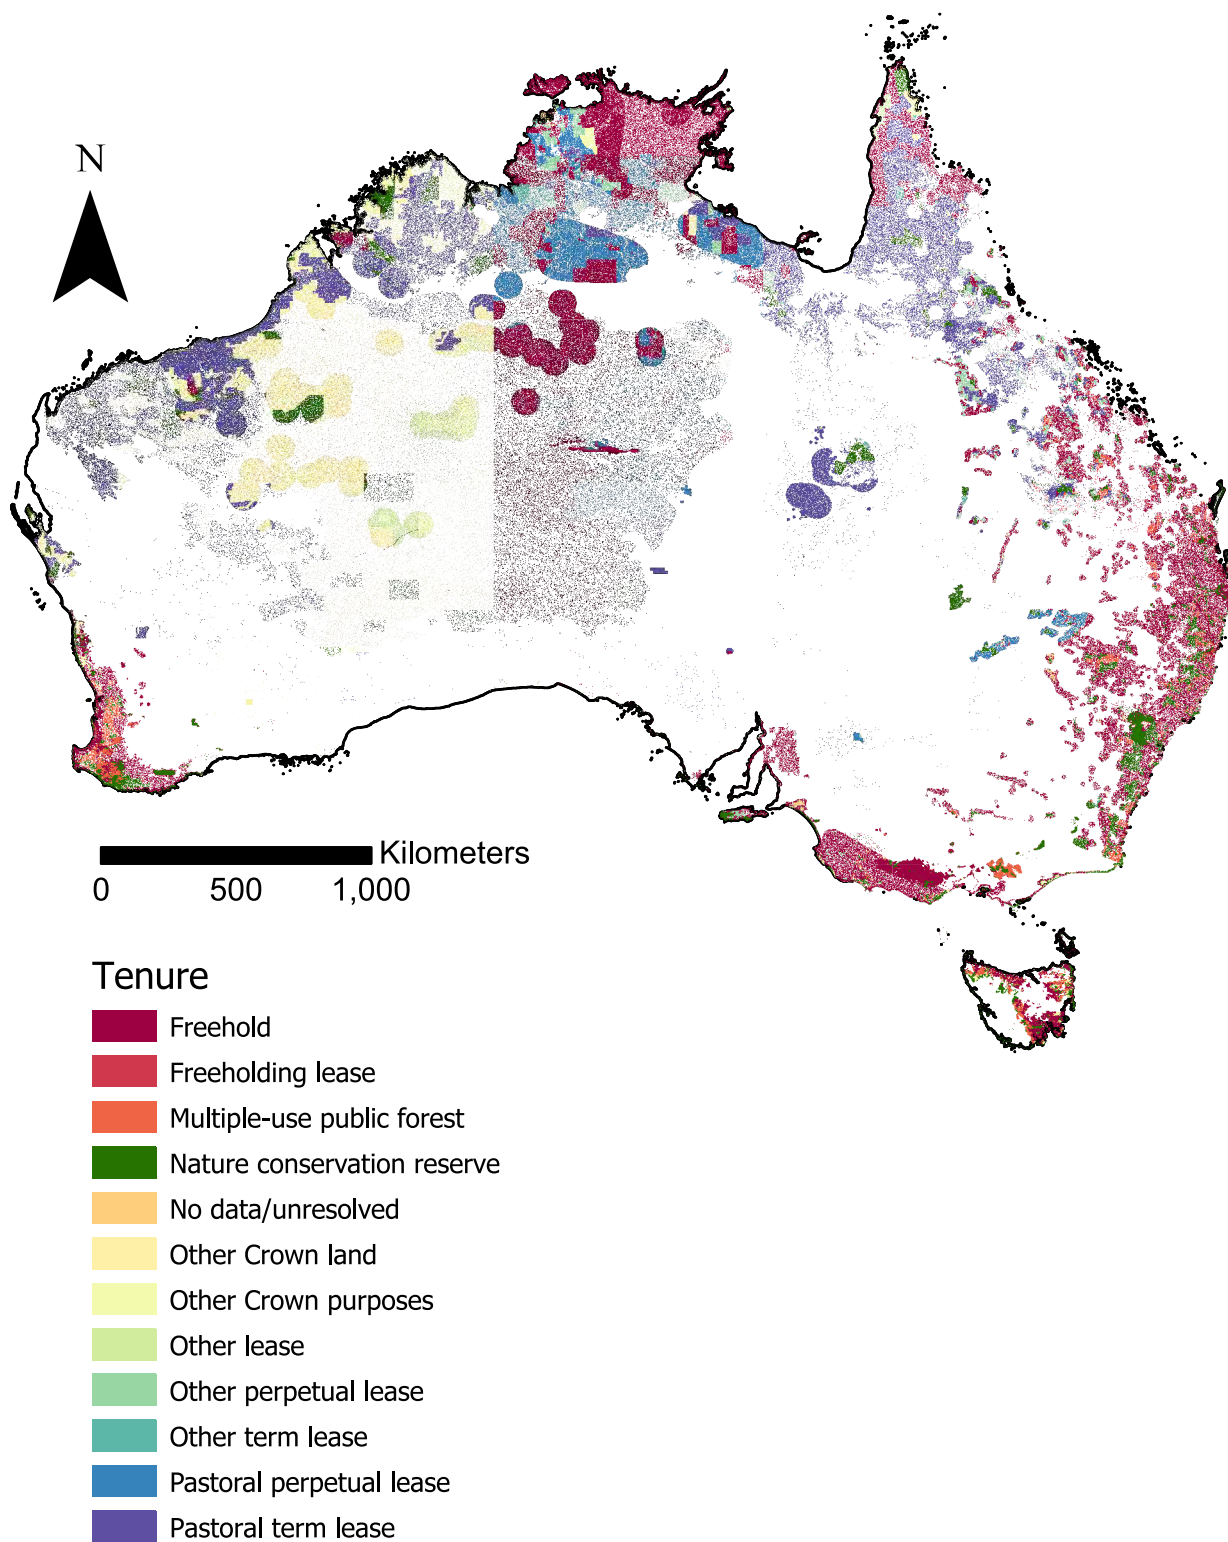 N
Kilometers
0 500 1,000
Tenure
Freehold
Freeholding lease
Multiple-use public forest
Nature conservation reserve
No data/unresolved
Other Crown land
Other Crown purposes
Other lease
Other perpetual lease
Other term lease
Pastoral perpetual lease
Pastoral term lease